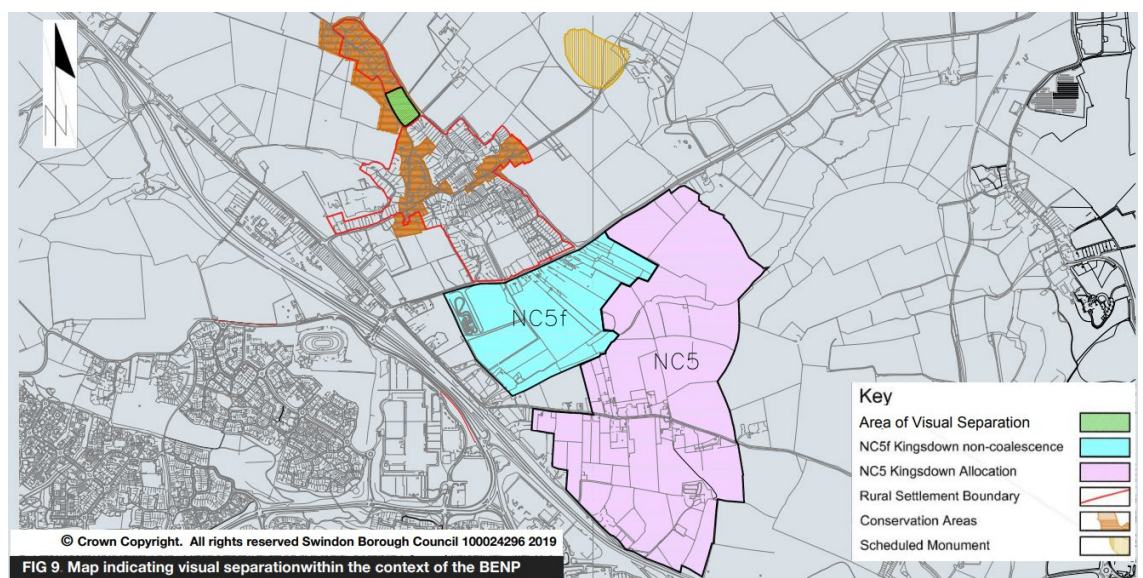 N
NC5f
NC5
Key
Area of Visual Separation
NC5f Kingsdown non-coalescence
NC5 Kingsdown Allocation
Rural Settlement Boundary
Conservation Areas
Scheduled Monument
© Crown Copyright. All rights reserved Swindon Borough Council 100024296 2019
FIG 9. Map indicating visual separationwithin the context of the BENP